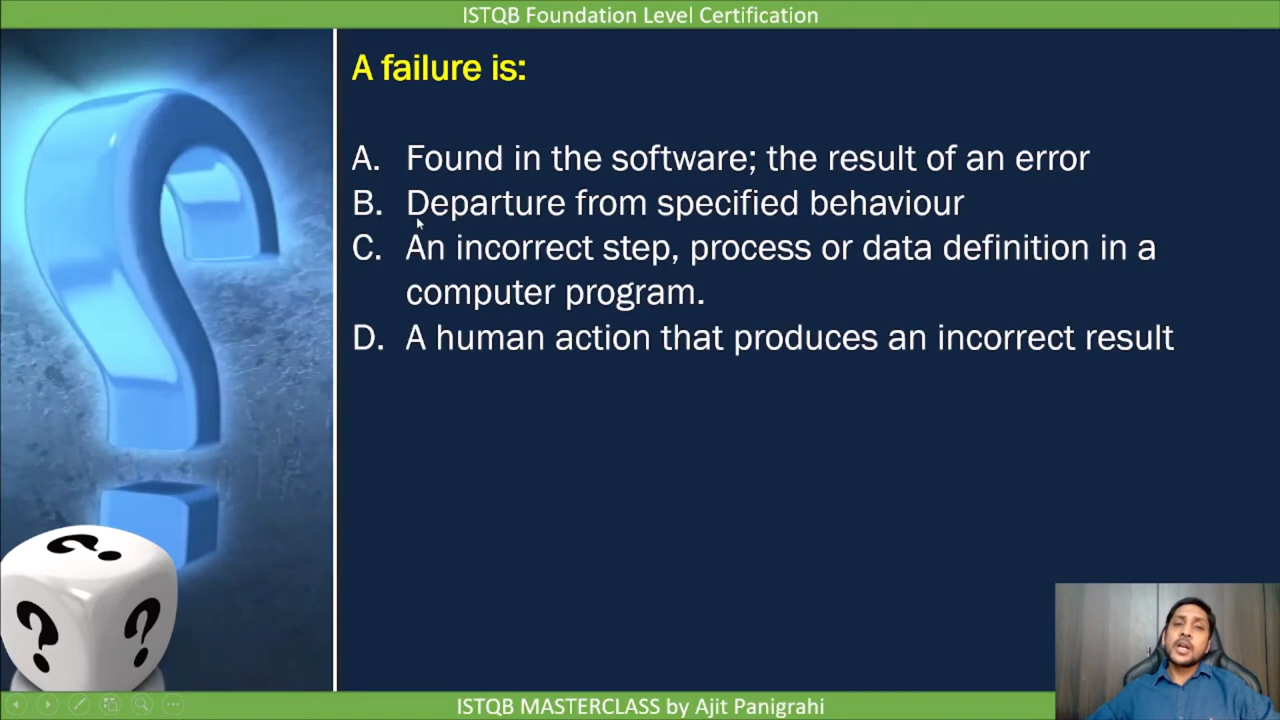 ISTQB Foundation Level Certification
A failure is:
A. Found in the software; the result of an error
B. Departure from specified behaviour
C. An incorrect step, process or data definition in a
computer program.
D. A human action that produces an incorrect result
ISTQB MASTERCLASS by Ajit Panigrahi